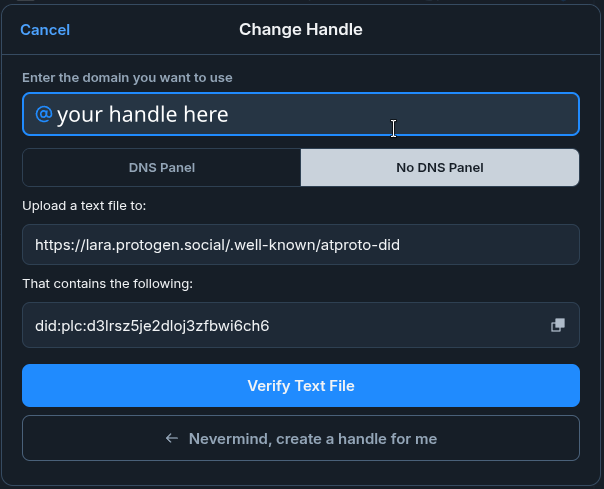 Cancel
Change Handle
Enter the domain you want to use
@ your handle here
DNS Panel
No DNS Panel
Upload a text file to:
https://lara.protogen.social/.well-known/atproto-did
That contains the following:
did:plc:d3lrsz5je2dloj3zfbwi6ch6
Verify Text File
← Nevermind, create a handle for me